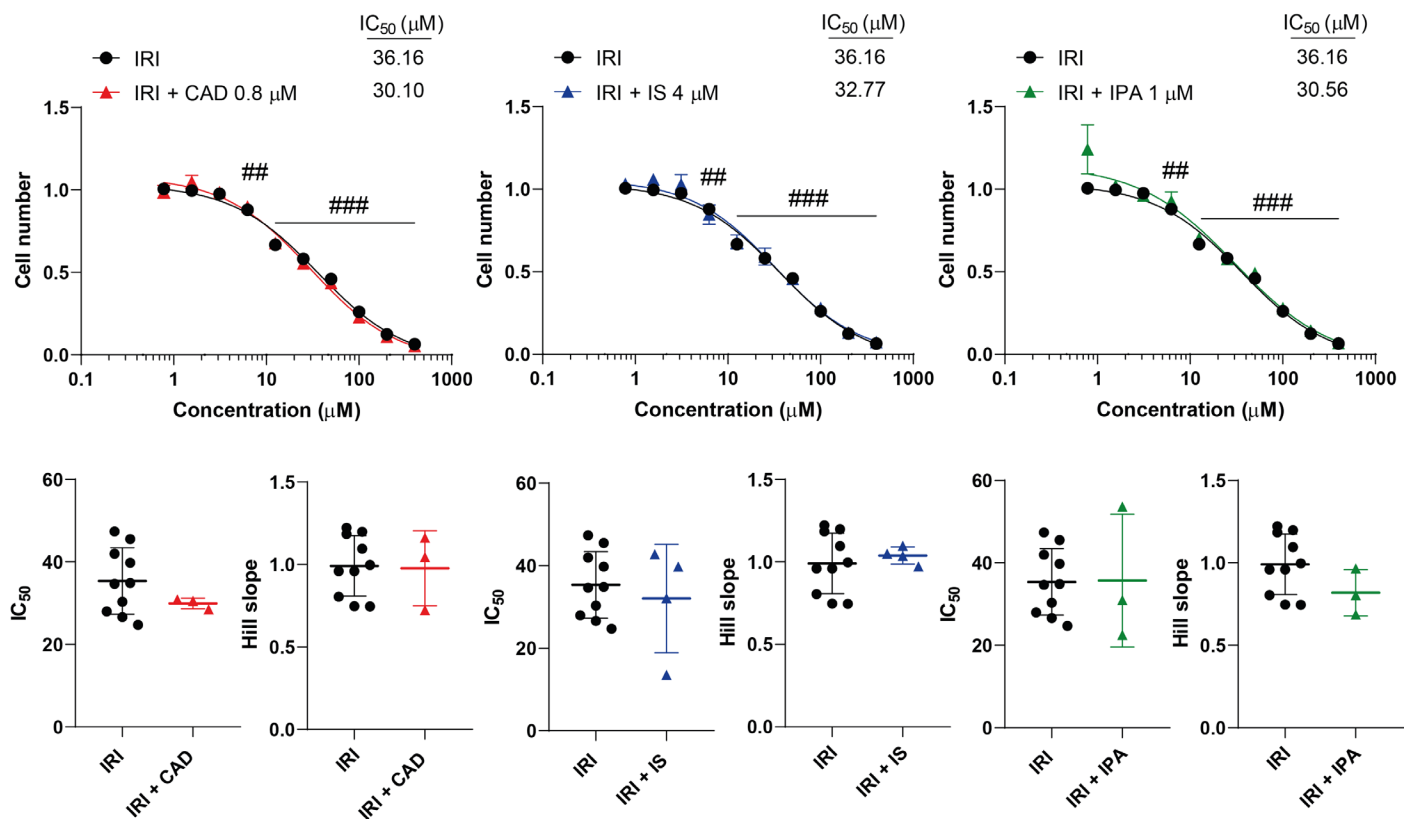 IC50 (μM)
IRI 36.16
IRI + CAD 0.8 μM 30.10
1.5
1.0
0.5
0.0
Cell number
##
###
0.1 1 10 100 1000
Concentration (μM)
IC50 (μM)
IRI 36.16
IRI + IS 4 μM 32.77
1.5
1.0
0.5
0.0
Cell number
##
###
0.1 1 10 100 1000
Concentration (μM)
IC50 (μM)
IRI 36.16
IRI + IPA 1 μM 30.56
1.5
1.0
0.5
0.0
Cell number
##
###
0.1 1 10 100 1000
Concentration (μM)
60
40
20
0
IC50
IRI
IRI + CAD
1.5
1.0
0.5
0.0
Hill slope
IRI
IRI + CAD
60
40
20
0
IC50
IRI
IRI + IS
1.5
1.0
0.5
0.0
Hill slope
IRI
IRI + IS
60
40
20
0
IC50
IRI
IRI + IPA
1.5
1.0
0.5
0.0
Hill slope
IRI
IRI + IPA